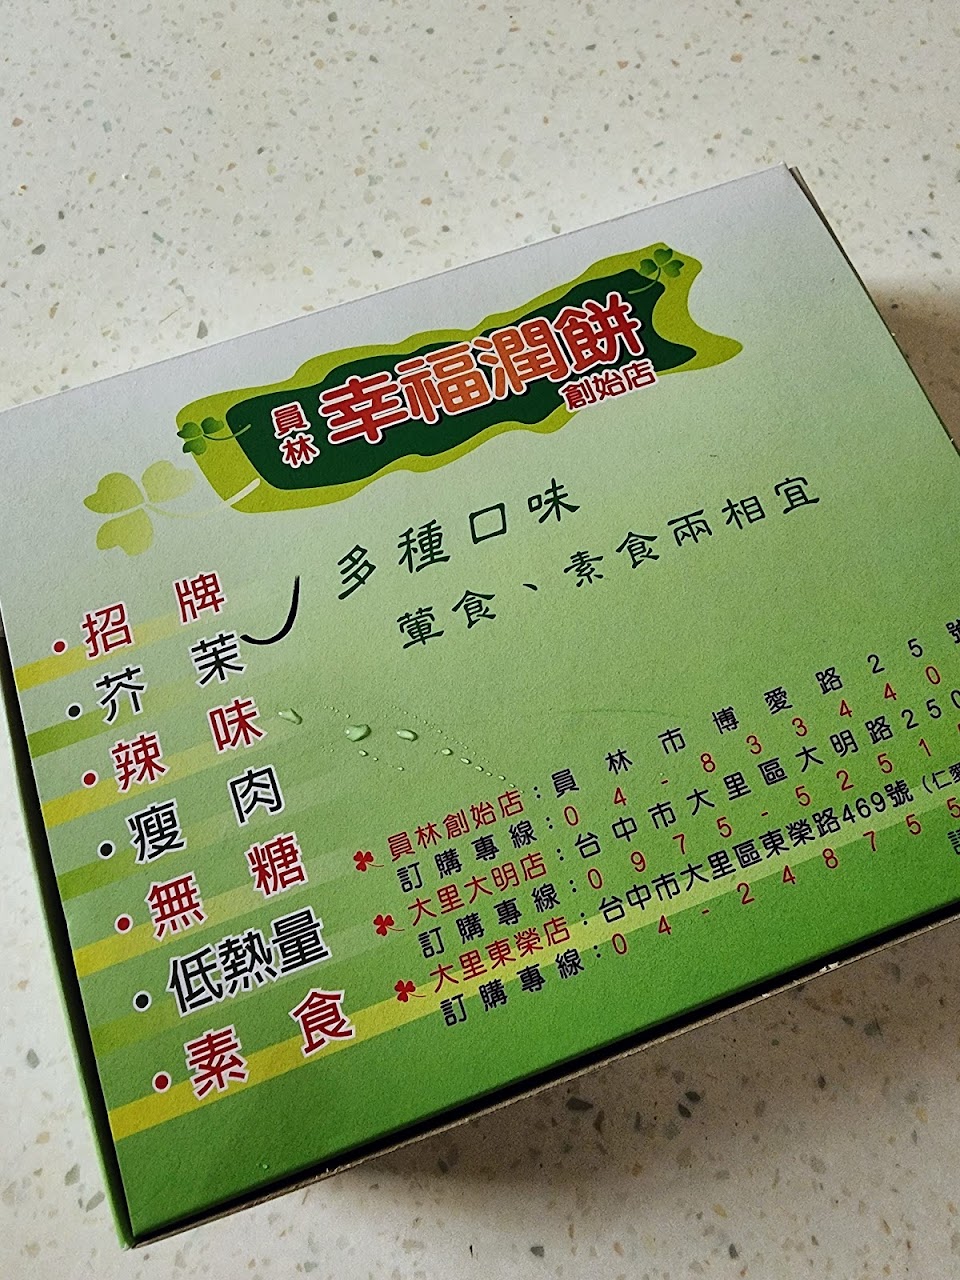 員林
幸福潤餅
創始店
多種口味
葷食、素食兩相宜
·招牌
·芥茉
·辣味
·瘦肉
·無糖
·低熱量
·素食
員林創始店：員林市博愛路25號
訂購專線：04-833440
大里大明店：台中市大里區大明路250
訂購專線：0975-5251
大里東榮店：台中市大里區東榮路469號（仁愛
訂購專線：04-248755